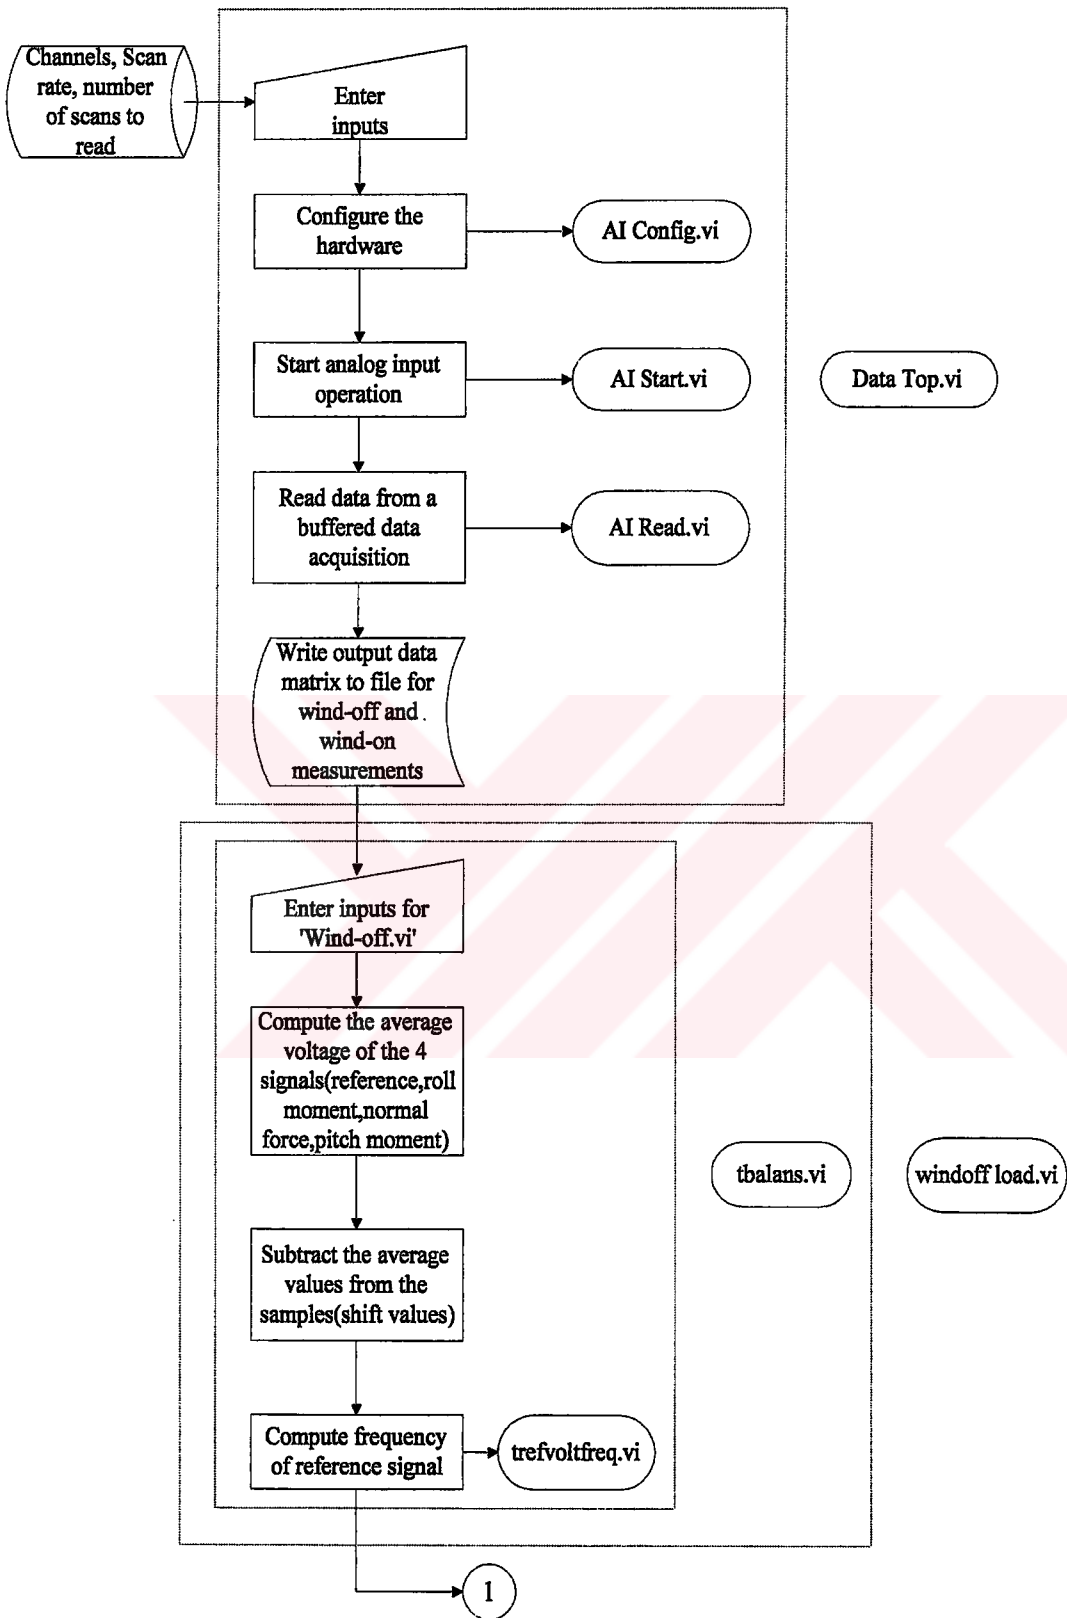 Channels, Scan
rate, number
of scans to
read
Enter
inputs
Configure the
hardware
AI Config.vi
Start analog input
operation
AI Start.vi
Data Top.vi
Read data from a
buffered data
acquisition
AI Read.vi
Write output data
matrix to file for
wind-off and .
wind-on
measurements
Enter inputs for
'Wind-off.vi'
Compute the average
voltage of the 4
signals(reference,roll
moment,normal
force,pitch moment)
tbalans.vi
windoff load.vi
Subtract the average
values from the
samples(shift values)
Compute frequency
of reference signal
trefvoltfreq.vi
1